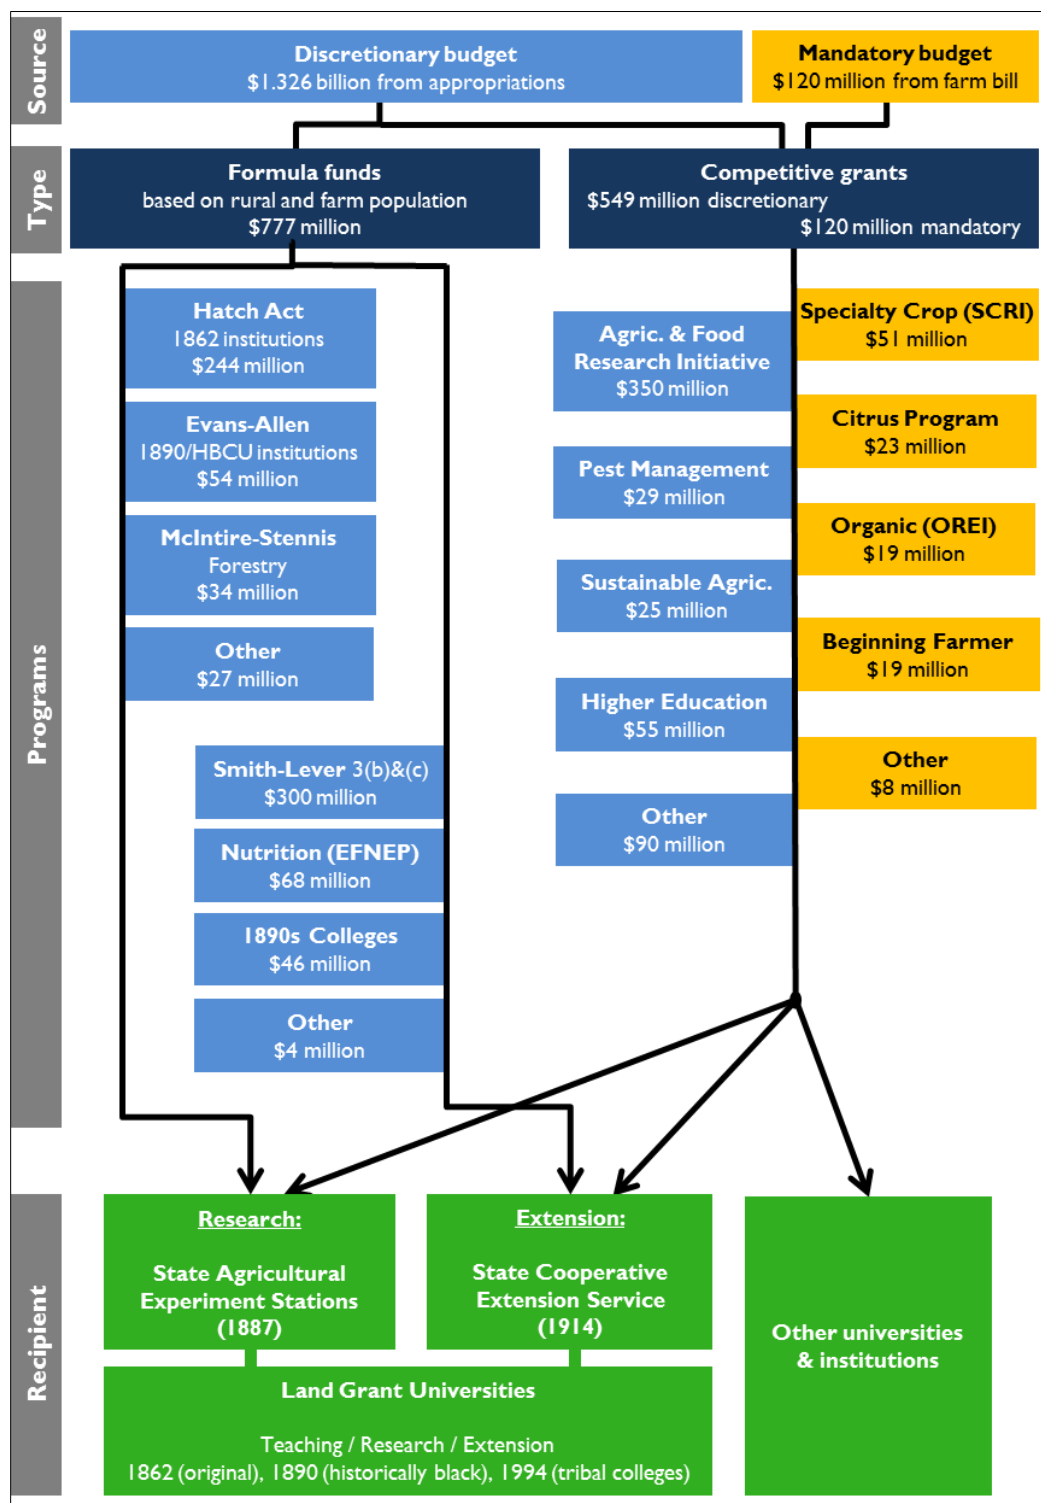 Source
Discretionary budget
$1.326 billion from appropriations
Mandatory budget
$120 million from farm bill
Type
Formula funds
based on rural and farm population
$777 million
Competitive grants
$549 million discretionary
$120 million mandatory
Programs
Hatch Act
1862 institutions
$244 million
Evans-Allen
1890/HBCU institutions
$54 million
McIntire-Stennis
Forestry
$34 million
Other
$27 million
Smith-Lever 3(b)&(c)
$300 million
Nutrition (EFNEP)
$68 million
1890s Colleges
$46 million
Other
$4 million
Agric. & Food
Research Initiative
$350 million
Pest Management
$29 million
Sustainable Agric.
$25 million
Higher Education
$55 million
Other
$90 million
Specialty Crop (SCRI)
$51 million
Citrus Program
$23 million
Organic (OREI)
$19 million
Beginning Farmer
$19 million
Other
$8 million
Recipient
Research:
State Agricultural
Experiment Stations
(1887)
Extension:
State Cooperative
Extension Service
(1914)
Other universities
& institutions
Land Grant Universities
Teaching / Research / Extension
1862 (original), 1890 (historically black), 1994 (tribal colleges)